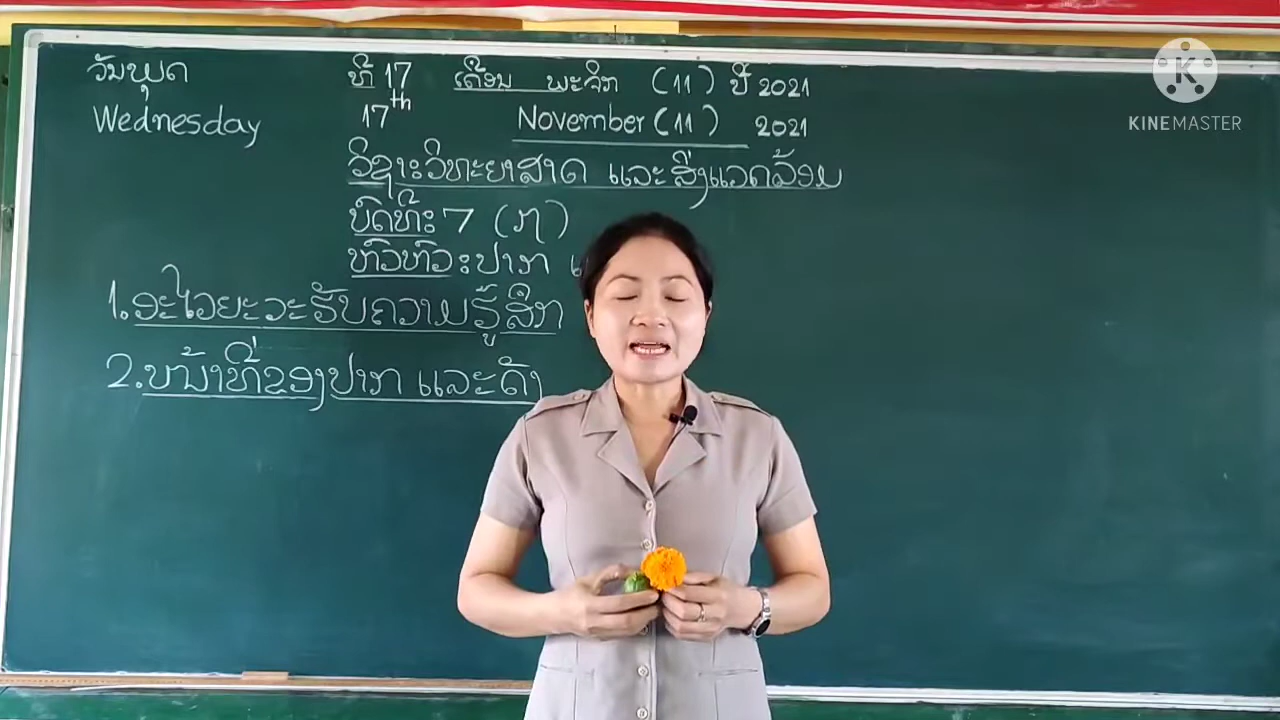 ວັນພຸດ ທີ 17 ເດືອນ ພະຈິກ (11) ປີ 2021
Wednesday 17th November (11) 2021
ວິຊາ: ວິທະຍາສາດ ແລະ ສິ່ງແວດລ້ອມ
ບົດທີ: 7 (ຕໍ່)
ຫົວຫົວ: ປາກ ແ
1. ອະໄວຍະວະຮັບຄວາມຮູ້ສຶກ
2. ໜ້າທີ່ຂອງປາກ ແລະ ດັງ
KINEMASTER